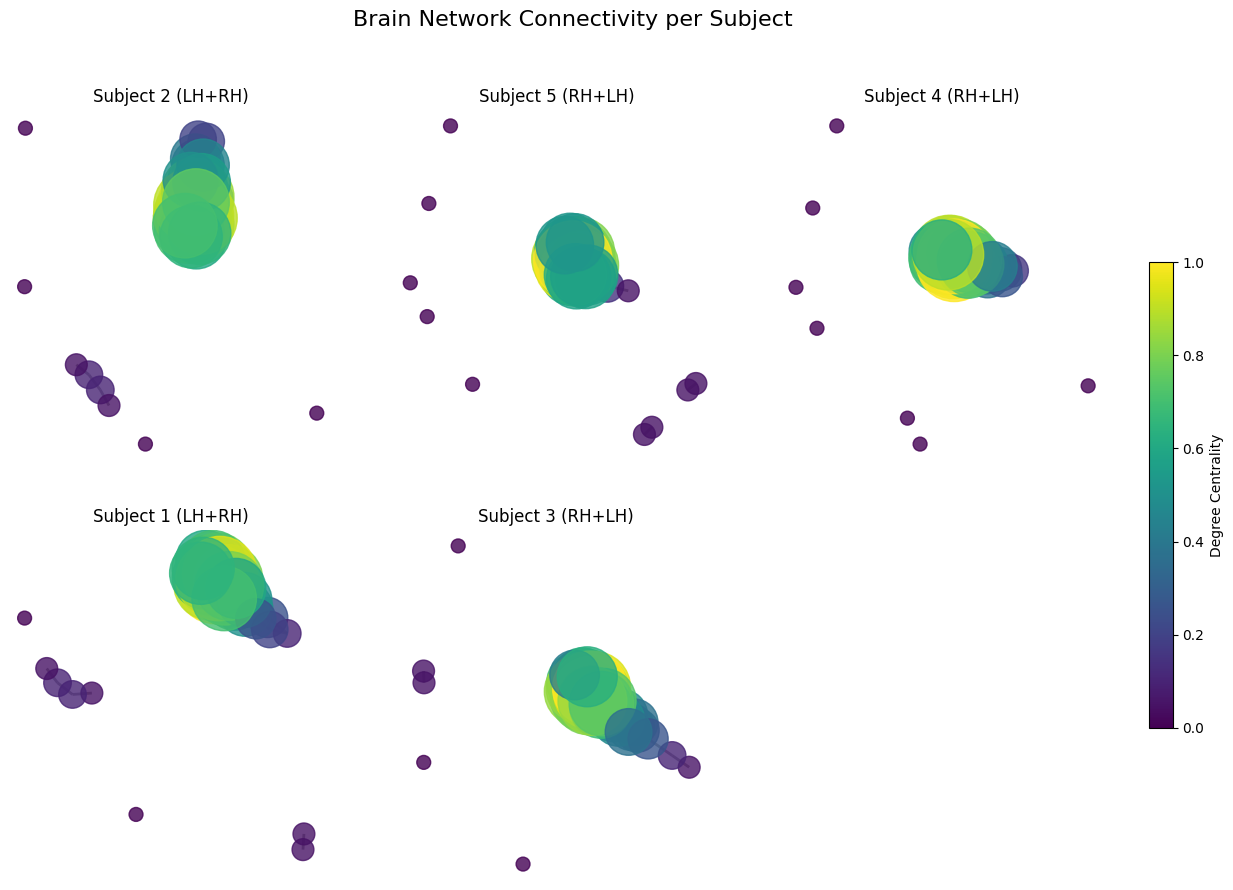 Brain Network Connectivity per Subject
Subject 2 (LH+RH)
Subject 5 (RH+LH)
Subject 4 (RH+LH)
Subject 1 (LH+RH)
Subject 3 (RH+LH)
1.0
0.8
0.6
0.4
0.2
0.0
Degree Centrality